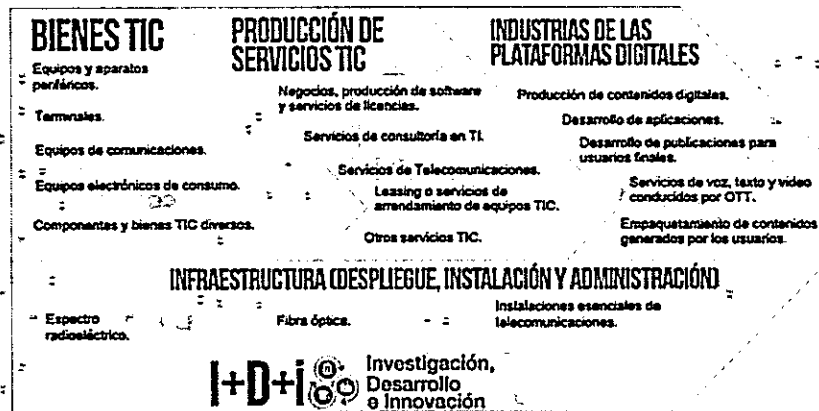 BIENES TIC
Equipos y aparatos
periféricos.
Terminales.
Equipos de comunicaciones.
Equipos electrónicos de consumo.
Componentes y bienes TIC diversos.
PRODUCCIÓN DE
SERVICIOS TIC
Negocios, producción de software
y servicios de licencias.
Servicios de consultoría en TI.
Servicios de Telecomunicaciones.
Leasing o servicios de
arrendamiento de equipos TIC.
Otros servicios TIC.
INDUSTRIAS DE LAS
PLATAFORMAS DIGITALES
Producción de contenidos digitales.
Desarrollo de aplicaciones.
Desarrollo de publicaciones para
usuarios finales.
Servicios de voz, texto y video
conducidos por OTT.
Empaquetamiento de contenidos
generados por los usuarios.
INFRAESTRUCTURA (DESPLIEGUE, INSTALACIÓN Y ADMINISTRACIÓN)
Espectro
radioeléctrico.
Fibra óptica.
Instalaciones esenciales de
telecomunicaciones.
I+D+i
Investigación,
Desarrollo
e Innovación